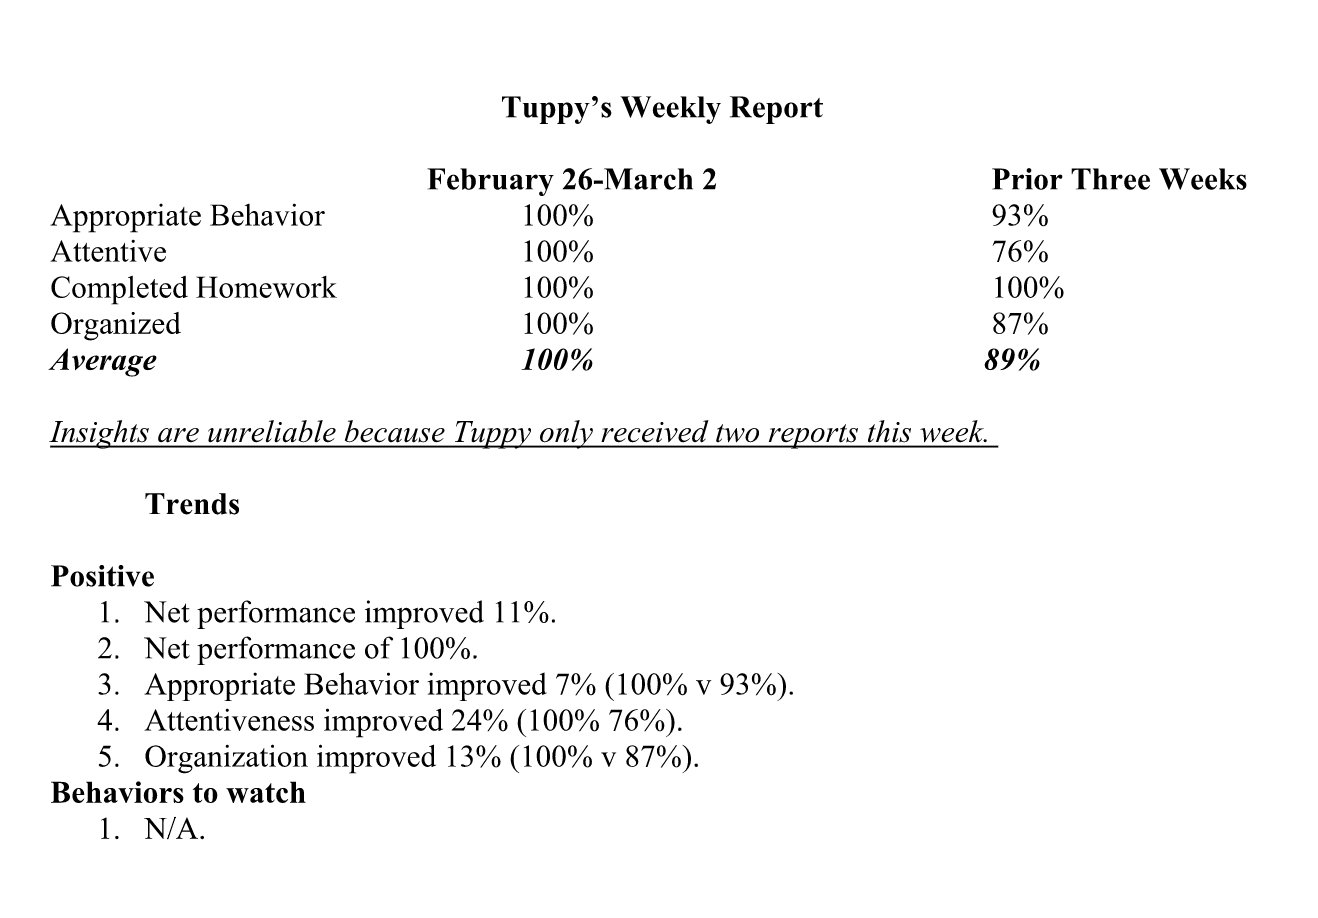 Tuppy’s Weekly Report
February 26-March 2 Prior Three Weeks
Appropriate Behavior 100% 93%
Attentive 100% 76%
Completed Homework 100% 100%
Organized 100% 87%
Average 100% 89%
Insights are unreliable because Tuppy only received two reports this week.
Trends
Positive
1. Net performance improved 11%.
2. Net performance of 100%.
3. Appropriate Behavior improved 7% (100% v 93%).
4. Attentiveness improved 24% (100% 76%).
5. Organization improved 13% (100% v 87%).
Behaviors to watch
1. N/A.